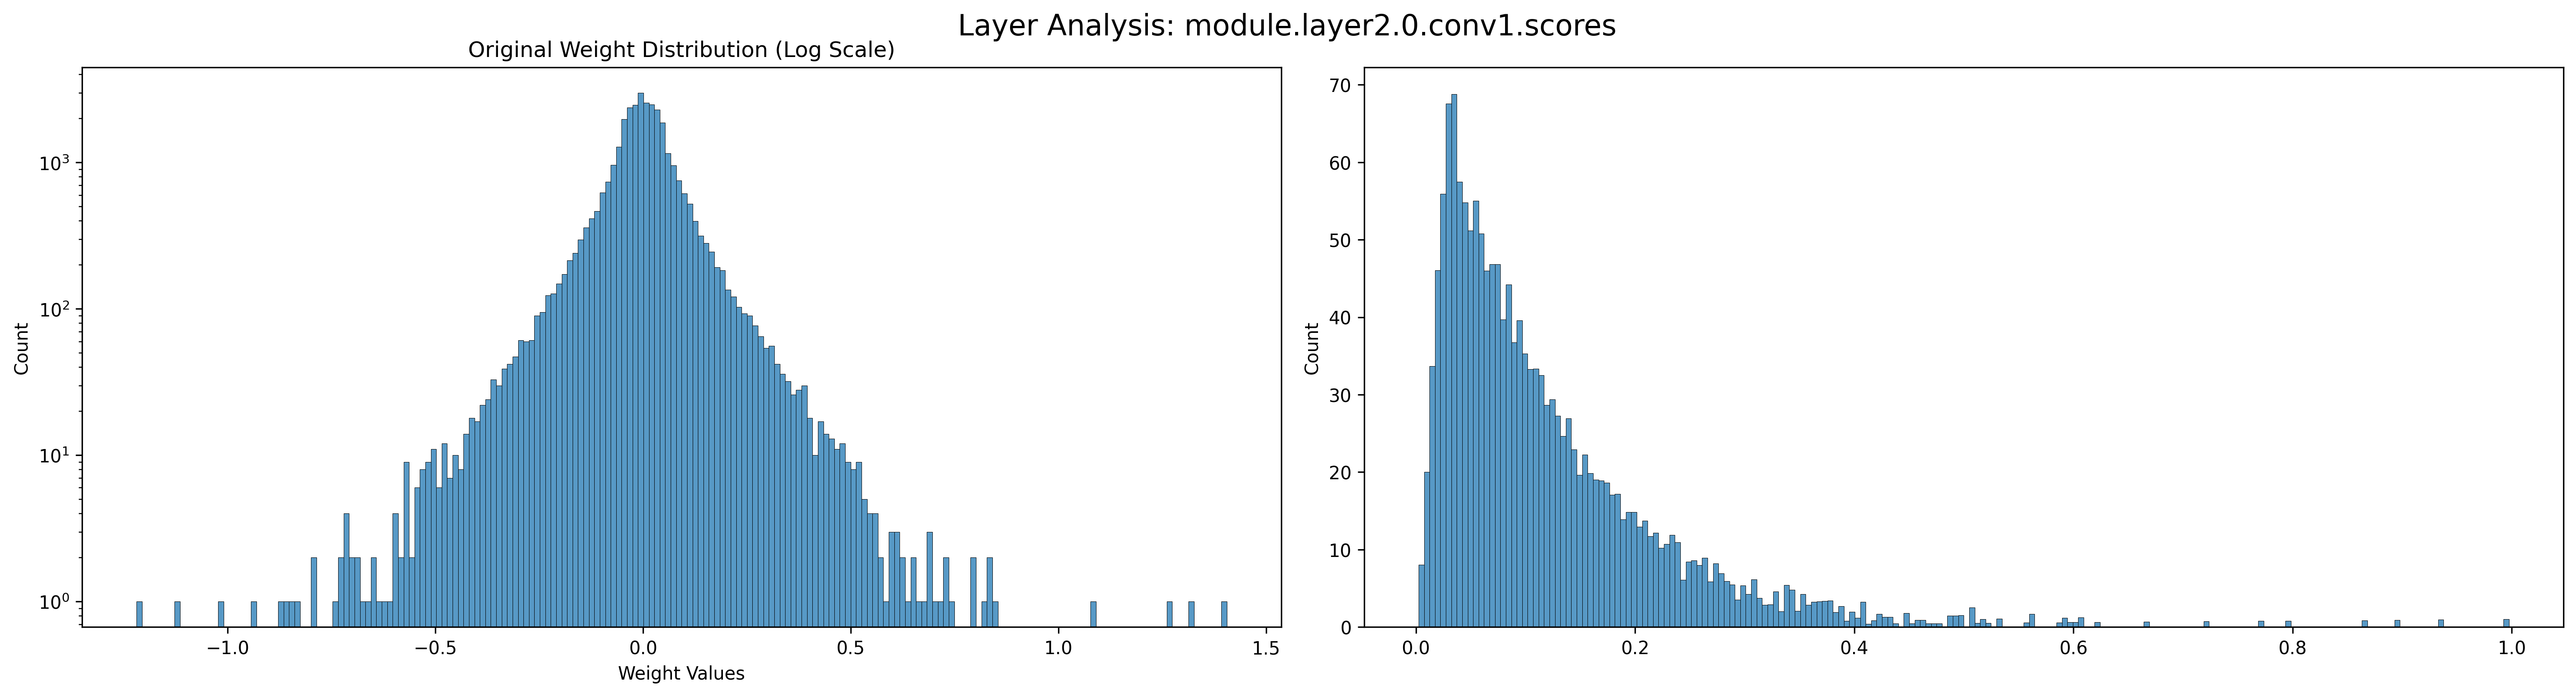 Layer Analysis: module.layer2.0.conv1.scores
Original Weight Distribution (Log Scale)
Count
10³
10²
10¹
10⁰
−1.0 −0.5 0.0 0.5 1.0 1.5
Weight Values
Count
70
60
50
40
30
20
10
0
0.0 0.2 0.4 0.6 0.8 1.0